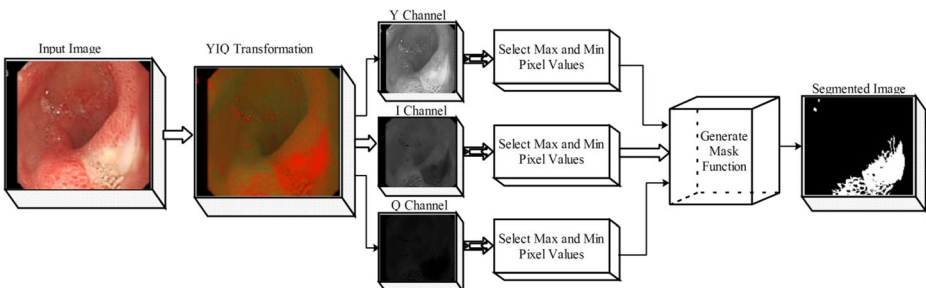 Input Image
YIQ Transformation
Y Channel
Select Max and Min
Pixel Values
I Channel
Select Max and Min
Pixel Values
Q Channel
Select Max and Min
Pixel Values
Generate
Mask
Function
Segmented Image